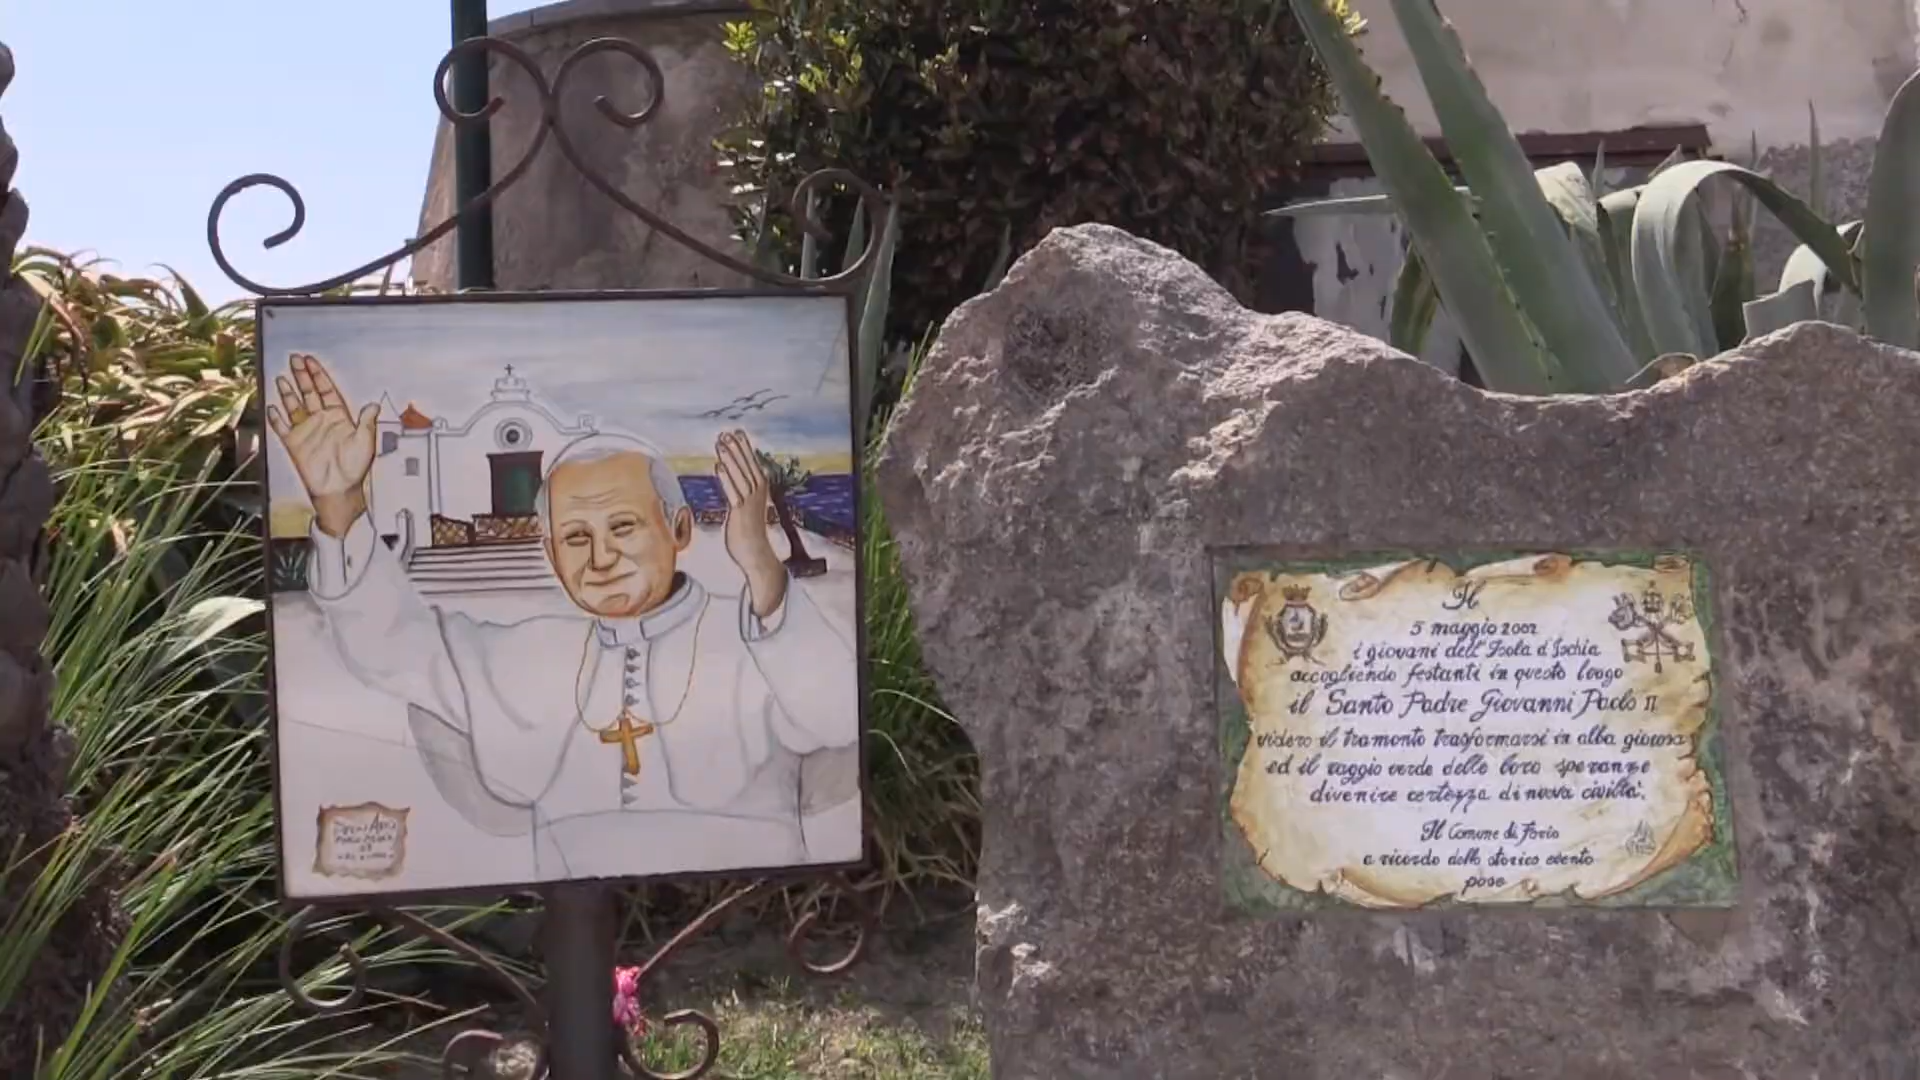 Il
5 maggio 2002
i giovani dell'Isola d'Ischia
accogliendo festanti in questo luogo
il Santo Padre Giovanni Paolo II
videro il tramonto trasformarsi in alba gioiosa
ed il raggio verde delle loro speranze
divenire certezza di nuova civiltà.
Il Comune di Forio
a ricordo dello storico evento
pose